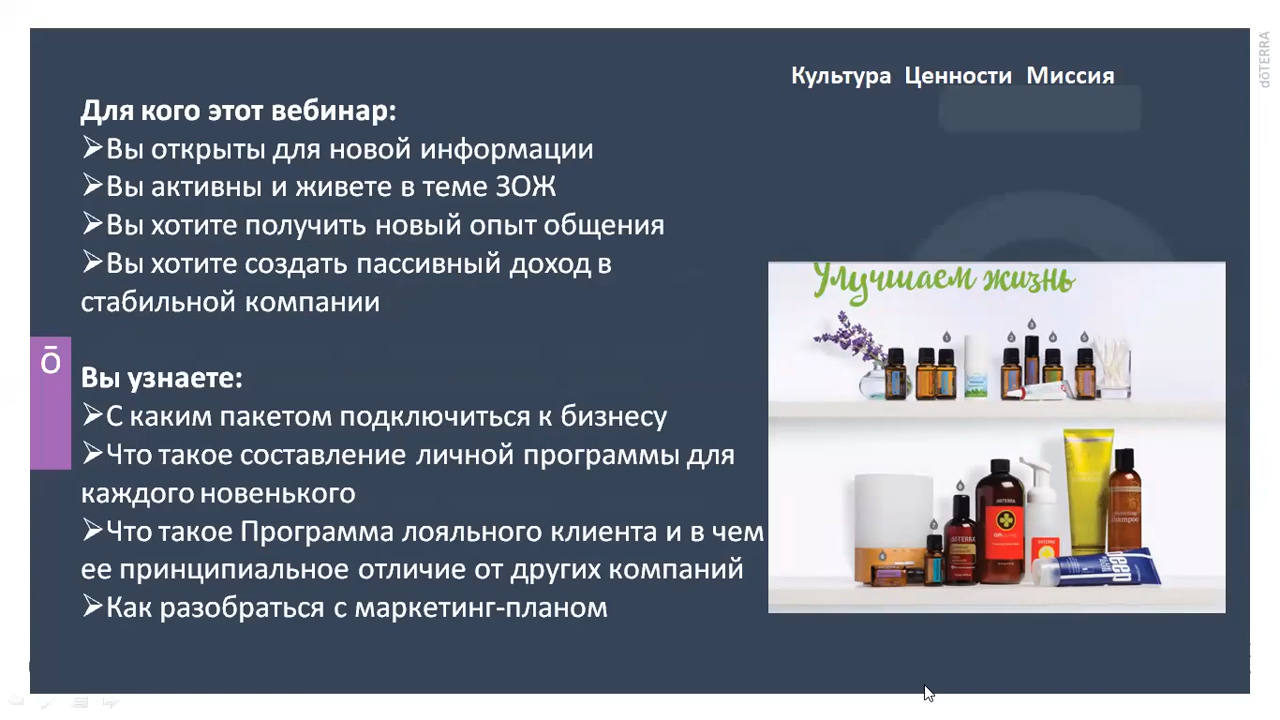 Культура Ценности Миссия
dōTERRA
Для кого этот вебинар:
➢Вы открыты для новой информации
➢Вы активны и живете в теме ЗОЖ
➢Вы хотите получить новый опыт общения
➢Вы хотите создать пассивный доход в
стабильной компании
Ō
Вы узнаете:
➢С каким пакетом подключиться к бизнесу
➢Что такое составление личной программы для
каждого новенького
➢Что такое Программа лояльного клиента и в чем
ее принципиальное отличие от других компаний
➢Как разобраться с маркетинг-планом
Улучшаем жизнь